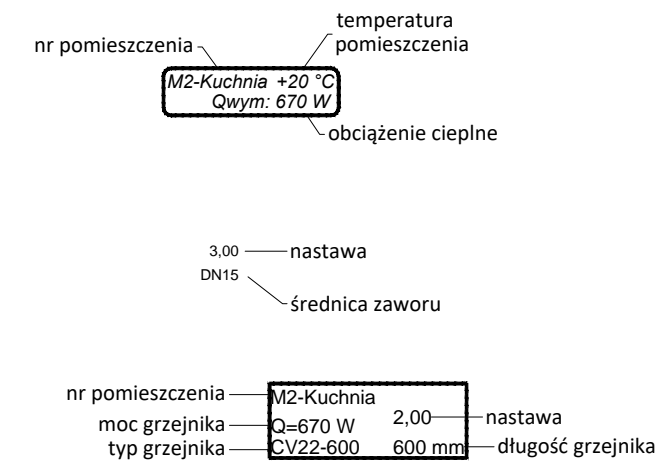 temperatura
nr pomieszczenia pomieszczenia
M2-Kuchnia +20 °C
Qwym: 670 W
obciążenie cieplne
3,00 nastawa
DN15
średnica zaworu
nr pomieszczenia M2-Kuchnia
moc grzejnika Q=670 W 2,00 nastawa
typ grzejnika CV22-600 600 mm długość grzejnika